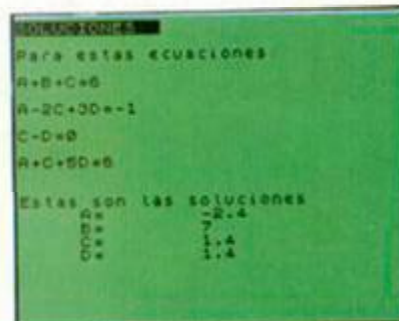 SOLUCIONES
Para estas ecuaciones
A+B+C=6
A-2C+3D=-1
C-D=0
A+C+5D=6
Estas son las soluciones
A= -2.4
B= 7
C= 1.4
D= 1.4